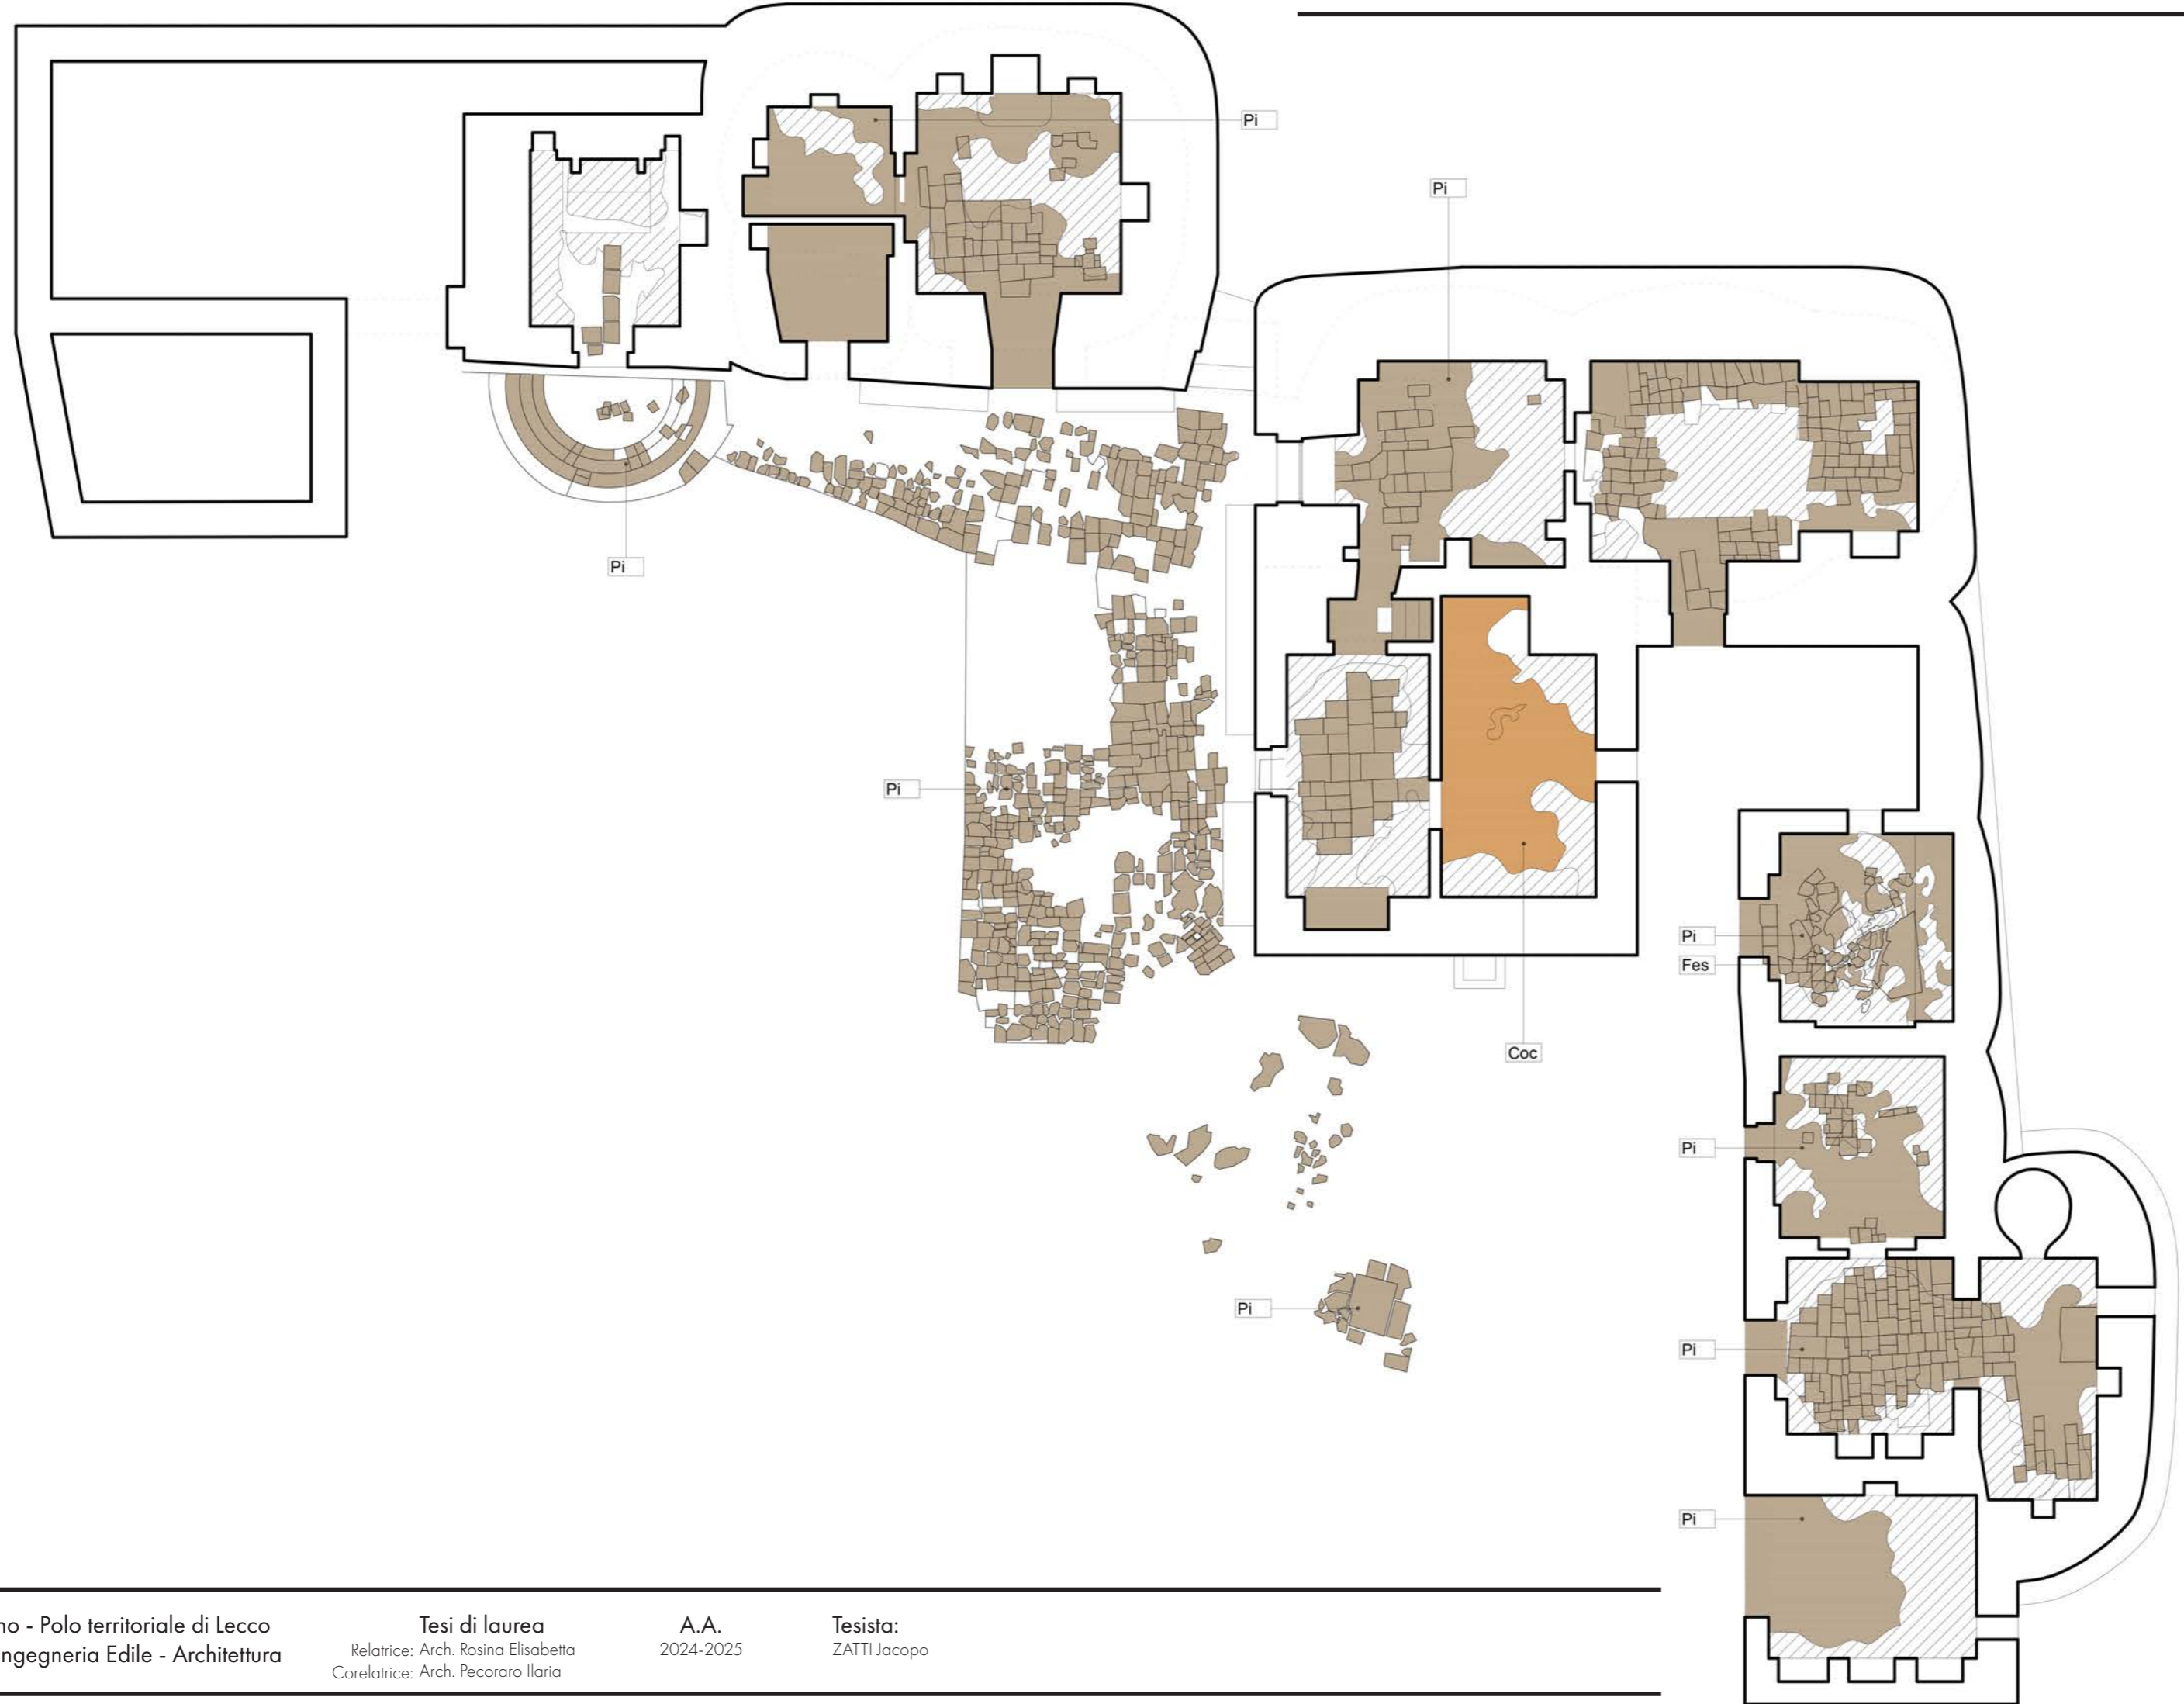 Pi
Pi
Pi
Pi
Pi
Fes
Coc
Pi
Pi
Pi
Pi
no - Polo territoriale di Lecco
ngegneria Edile - Architettura
Tesi di laurea
Relatrice: Arch. Rosina Elisabetta
Corelatrice: Arch. Pecoraro Ilaria
A.A.
2024-2025
Tesista:
ZATTI Jacopo